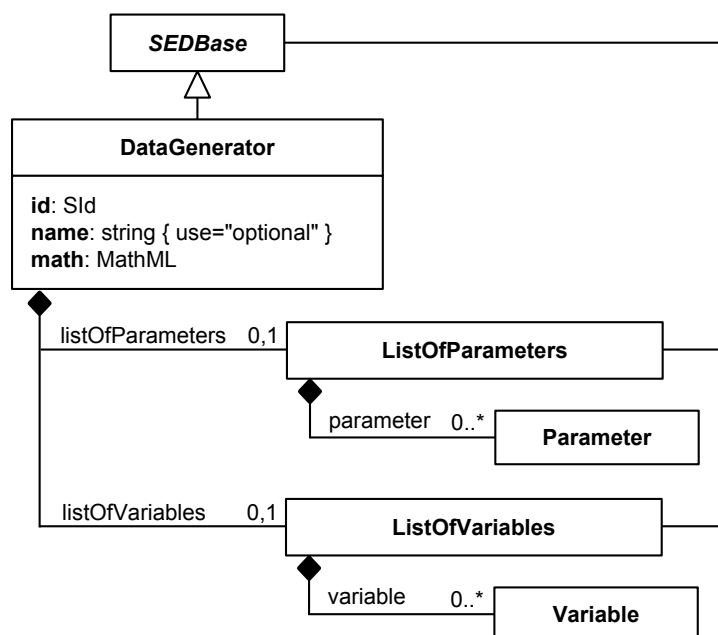 SEDBase
DataGenerator
id: SId
name: string { use="optional" }
math: MathML
listOfParameters 0,1
ListOfParameters
parameter 0..*
Parameter
listOfVariables 0,1
ListOfVariables
variable 0..*
Variable